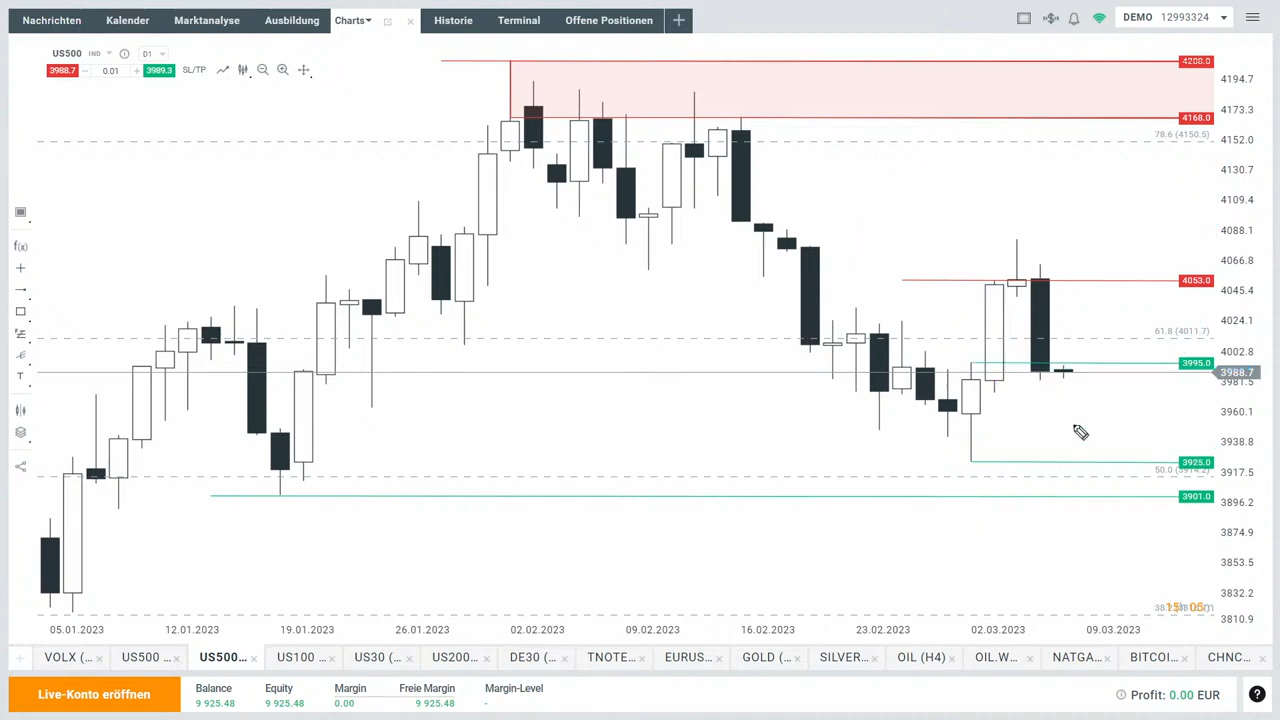 Nachrichten Kalender Marktanalyse Ausbildung Charts Historie Terminal Offene Positionen DEMO 12993324
US500 IND D1
3988.7 0.01 3989.3 SL/TP
4200.0
4194.7
4173.3
4168.0
78.6 (4150.5)
4152.0
4130.7
4109.4
4088.1
4066.8
4053.0
4045.4
4024.1
61.8 (4011.7)
4002.8
3995.0
3988.7
3981.5
3960.1
3938.8
3925.0
50.0
3917.5
3901.0
3896.2
3874.9
3853.5
3832.2
15h 05m
3810.9
05.01.2023 12.01.2023 19.01.2023 26.01.2023 02.02.2023 09.02.2023 16.02.2023 23.02.2023 02.03.2023 09.03.2023
VOLX (... US500 ... US500... US100 ... US30 (... US200... DE30 (... TNOTE... EURUS... GOLD (... SILVER... OIL (H4) OIL.W... NATGA... BITCOI... CHNC...
Live-Konto eröffnen
Balance Equity Margin Freie Margin Margin-Level
9 925.48 9 925.48 0.00 9 925.48 -
Profit: 0.00 EUR